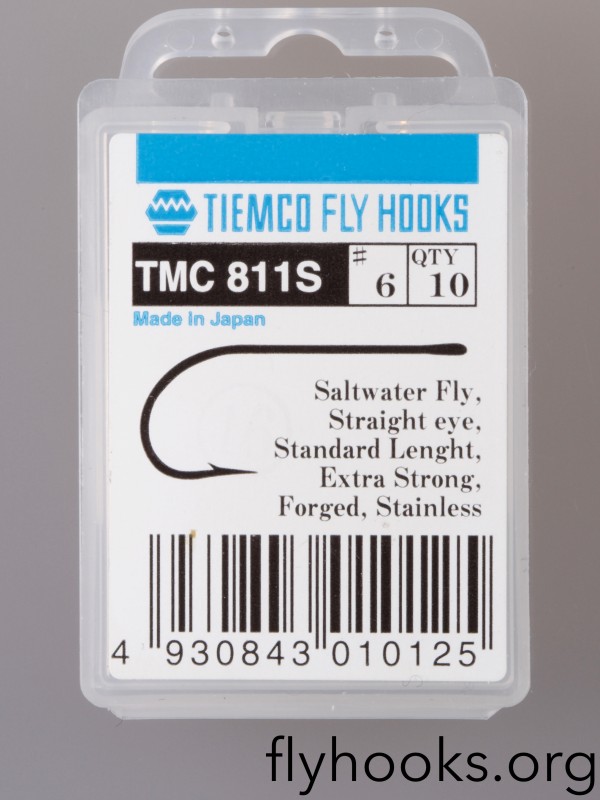 TIEMCO FLY HOOKS
TMC 811S # 6 QTY 10
Made in Japan
Saltwater Fly,
Straight eye,
Standard Lenght,
Extra Strong,
Forged, Stainless
4 930843 010125
flyhooks.org